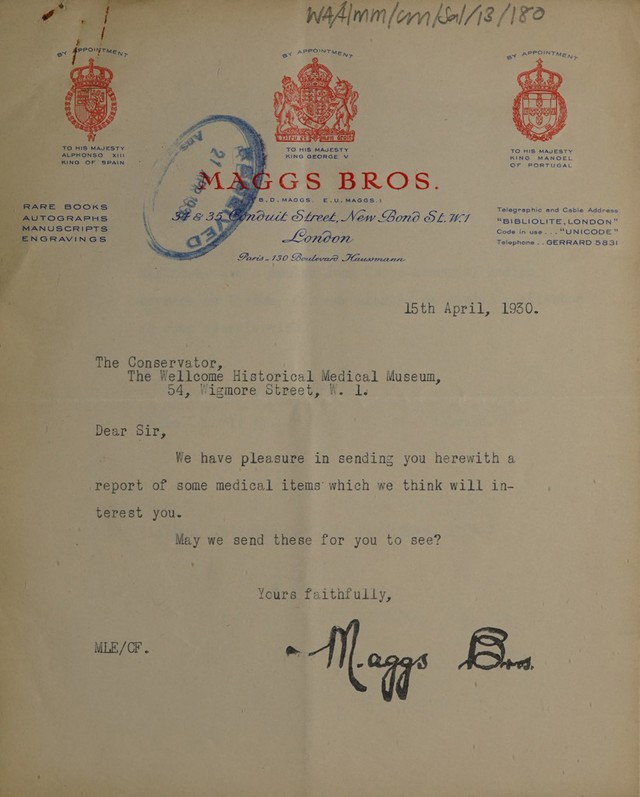 WA/HMM/CM/Sal/13/180
BY APPOINTMENT
BY APPOINTMENT
BY APPOINTMENT
TO HIS MAJESTY
ALPHONSO XIII
KING OF SPAIN
TO HIS MAJESTY
KING GEORGE V
TO HIS MAJESTY
KING MANOEL
OF PORTUGAL
RECEIVED
21 APR 1930
MAGGS BROS.
(B. D. MAGGS. E. U. MAGGS.)
34 & 35 Conduit Street, New Bond St. W.1
London
Paris - 130 Boulevard Haussmann
RARE BOOKS
AUTOGRAPHS
MANUSCRIPTS
ENGRAVINGS
Telegraphic and Cable Address
"BIBLIOLITE, LONDON"
Code in use ... "UNICODE"
Telephone .. GERRARD 5831
15th April, 1930.
The Conservator,
The Wellcome Historical Medical Museum,
54, Wigmore Street, W. 1.
Dear Sir,
We have pleasure in sending you herewith a
report of some medical items which we think will in-
terest you.
May we send these for you to see?
Yours faithfully,
MLE/CF.
Maggs Bros.